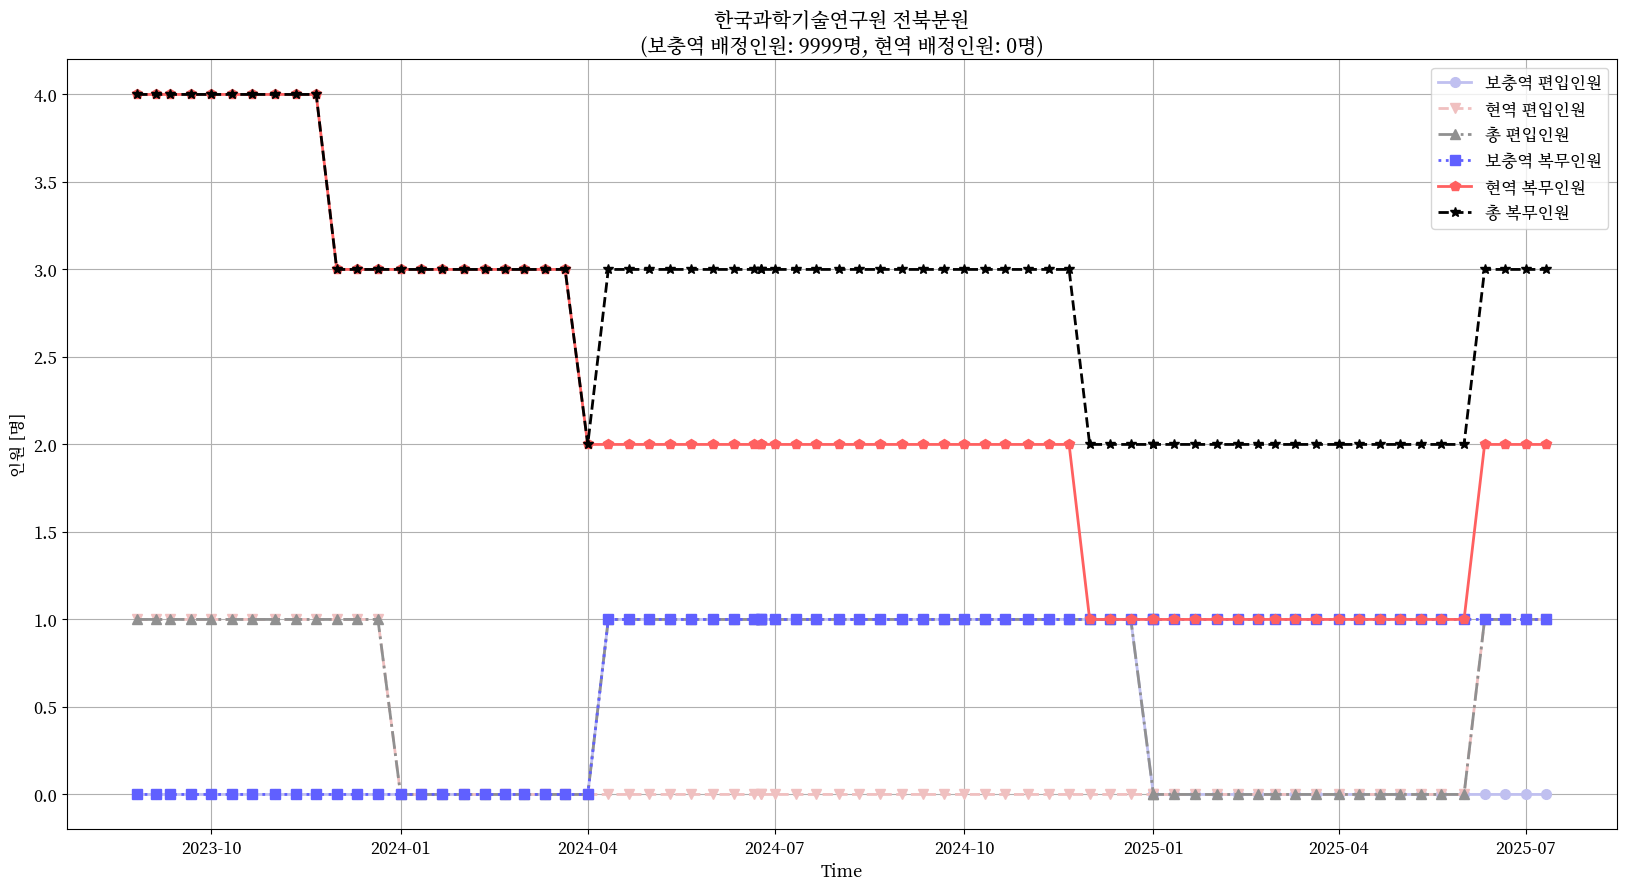 한국과학기술연구원 전북분원
(보충역 배정인원: 9999명, 현역 배정인원: 0명)
보충역 편입인원
현역 편입인원
총 편입인원
보충역 복무인원
현역 복무인원
총 복무인원
4.0
3.5
3.0
2.5
2.0
1.5
1.0
0.5
0.0
인원 [명]
2023-10
2024-01
2024-04
2024-07
2024-10
2025-01
2025-04
2025-07
Time